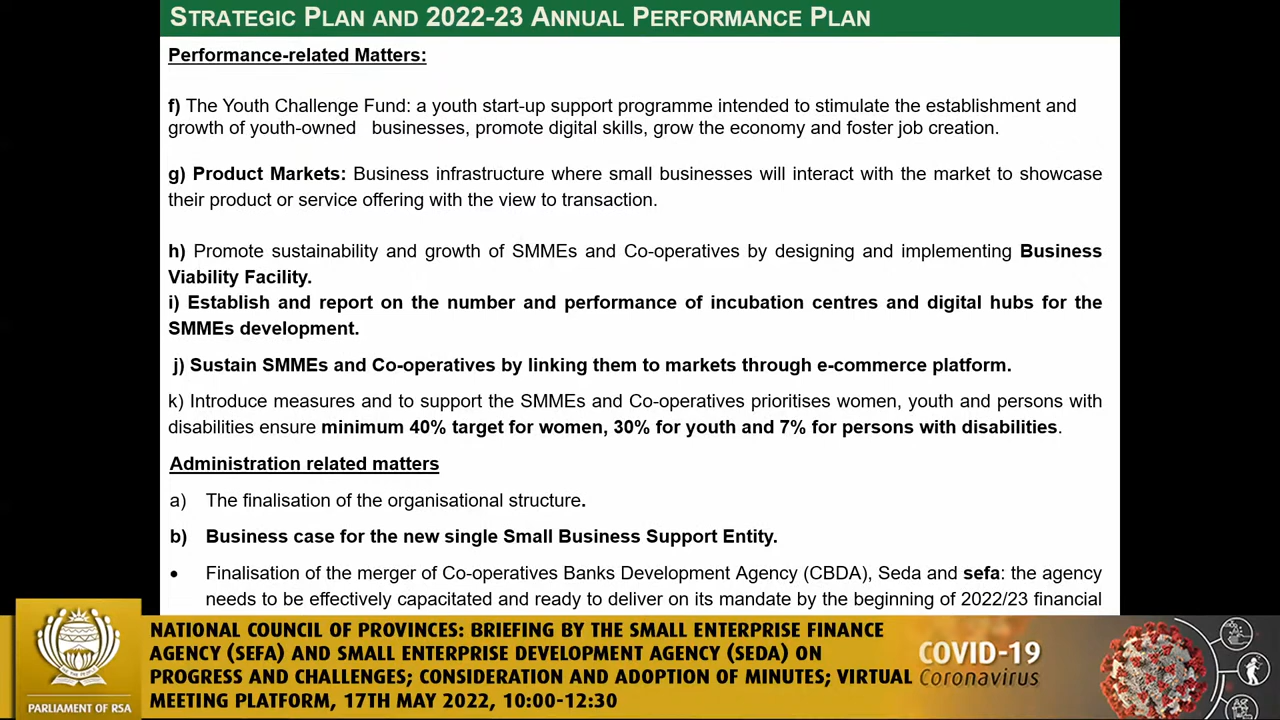 STRATEGIC PLAN AND 2022-23 ANNUAL PERFORMANCE PLAN
Performance-related Matters:
f) The Youth Challenge Fund: a youth start-up support programme intended to stimulate the establishment and
growth of youth-owned businesses, promote digital skills, grow the economy and foster job creation.
g) Product Markets: Business infrastructure where small businesses will interact with the market to showcase
their product or service offering with the view to transaction.
h) Promote sustainability and growth of SMMEs and Co-operatives by designing and implementing Business
Viability Facility.
i) Establish and report on the number and performance of incubation centres and digital hubs for the
SMMEs development.
j) Sustain SMMEs and Co-operatives by linking them to markets through e-commerce platform.
k) Introduce measures and to support the SMMEs and Co-operatives prioritises women, youth and persons with
disabilities ensure minimum 40% target for women, 30% for youth and 7% for persons with disabilities.
Administration related matters
a) The finalisation of the organisational structure.
b) Business case for the new single Small Business Support Entity.
• Finalisation of the merger of Co-operatives Banks Development Agency (CBDA), Seda and sefa: the agency
needs to be effectively capacitated and ready to deliver on its mandate by the beginning of 2022/23 financial
NATIONAL COUNCIL OF PROVINCES: BRIEFING BY THE SMALL ENTERPRISE FINANCE
AGENCY (SEFA) AND SMALL ENTERPRISE DEVELOPMENT AGENCY (SEDA) ON
PROGRESS AND CHALLENGES; CONSIDERATION AND ADOPTION OF MINUTES; VIRTUAL
MEETING PLATFORM, 17TH MAY 2022, 10:00-12:30
COVID-19
Coronavirus
PARLIAMENT OF RSA